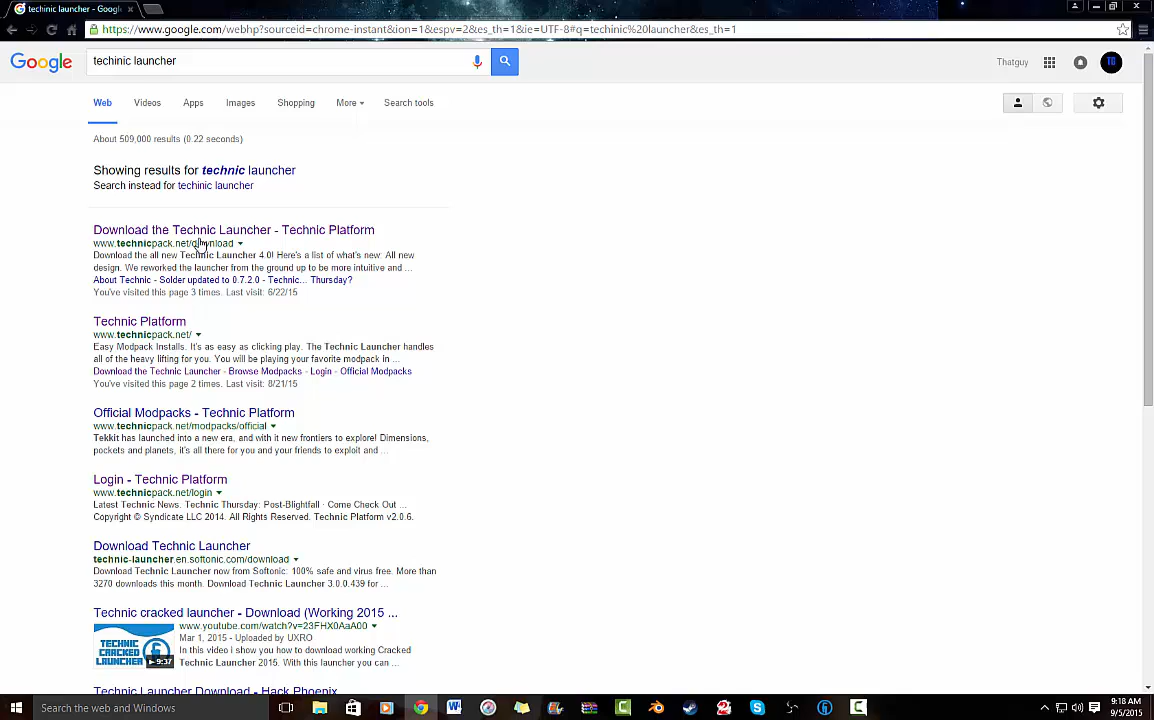 techinic launcher - Googl
https://www.google.com/webhp?sourceid=chrome-instant&ion=1&espv=2&es_th=1&ie=UTF-8#q=techinic%20launcher&es_th=1
Google
techinic launcher
Thatguy
TG
Web Videos Apps Images Shopping More Search tools
About 509,000 results (0.22 seconds)
Showing results for technic launcher
Search instead for techinic launcher
Download the Technic Launcher - Technic Platform
www.technicpack.net/download
Download the all new Technic Launcher 4.0! Here's a list of what's new: All new
design. We reworked the launcher from the ground up to be more intuitive and ...
About Technic - Solder updated to 0.7.2.0 - Technic... Thursday?
You've visited this page 3 times. Last visit: 6/22/15
Technic Platform
www.technicpack.net/
Easy Modpack Installs. It's as easy as clicking play. The Technic Launcher handles
all of the heavy lifting for you. You will be playing your favorite modpack in ...
Download the Technic Launcher - Browse Modpacks - Login - Official Modpacks
You've visited this page 2 times. Last visit: 8/21/15
Official Modpacks - Technic Platform
www.technicpack.net/modpacks/official
Tekkit has launched into a new era, and with it new frontiers to explore! Dimensions,
pockets and planets, it's all there for you and your friends to exploit and ...
Login - Technic Platform
www.technicpack.net/login
Latest Technic News. Technic Thursday: Post-Blightfall · Come Check Out ...
Copyright © Syndicate LLC 2014. All Rights Reserved. Technic Platform v2.0.6.
Download Technic Launcher
technic-launcher.en.softonic.com/download
Download Technic Launcher now from Softonic: 100% safe and virus free. More than
3270 downloads this month. Download Technic Launcher 3.0.0.439 for ...
Technic cracked launcher - Download (Working 2015 ...
www.youtube.com/watch?v=23FHX0AaA00
Mar 1, 2015 - Uploaded by UXRO
In this video i show you how to download working Cracked
Technic Launcher 2015. With this launcher you can ...
TECHNIC
CRACKED
LAUNCHER
9:37
Technic Launcher Download - Hack Phoenix
Search the web and Windows
9:18 AM
9/5/2015